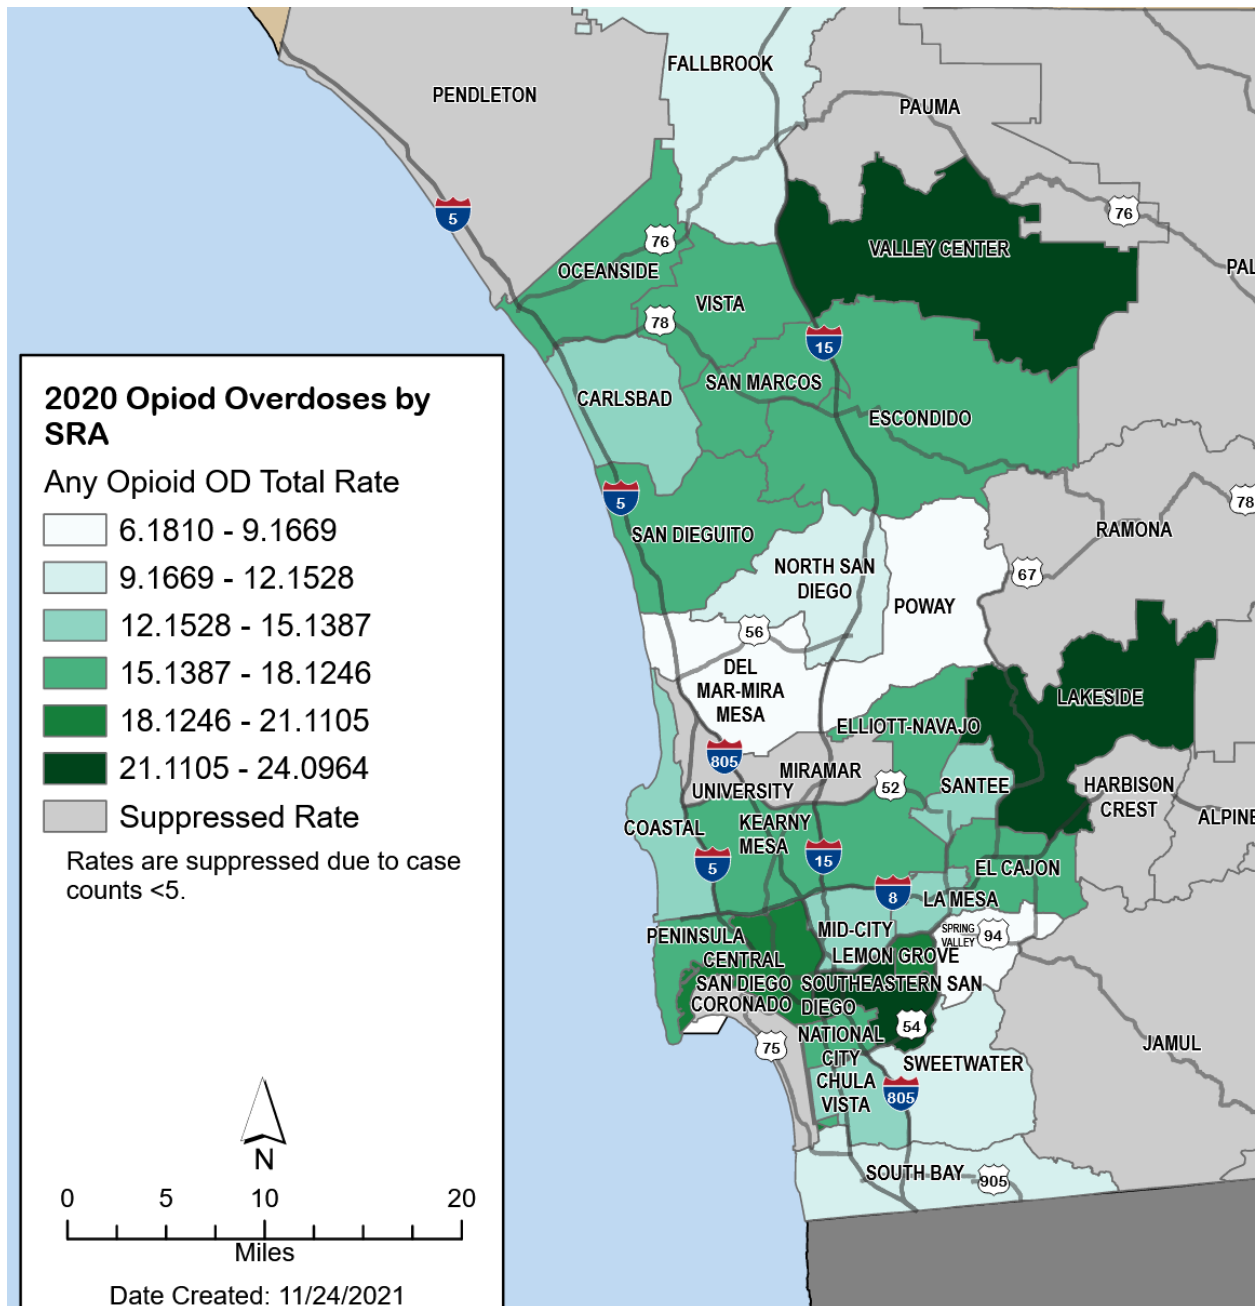 FALLBROOK
PENDLETON
PAUMA
5
76
76
VALLEY CENTER
PAL
OCEANSIDE
VISTA
78
15
SAN MARCOS
CARLSBAD
ESCONDIDO
5
78
SAN DIEGUITO
RAMONA
NORTH SAN
DIEGO
67
POWAY
56
DEL
MAR-MIRA
MESA
LAKESIDE
ELLIOTT-NAVAJO
805
MIRAMAR
UNIVERSITY
52
SANTEE
HARBISON
CREST
ALPINE
COASTAL
KEARNY
MESA
5
15
EL CAJON
8
LA MESA
PENINSULA
MID-CITY
SPRING
VALLEY
94
CENTRAL
SAN DIEGO
LEMON GROVE
SOUTHEASTERN SAN
DIEGO
CORONADO
54
75
NATIONAL
CITY
JAMUL
SWEETWATER
CHULA
VISTA
805
SOUTH BAY
905
2020 Opiod Overdoses by
SRA
Any Opioid OD Total Rate
6.1810 - 9.1669
9.1669 - 12.1528
12.1528 - 15.1387
15.1387 - 18.1246
18.1246 - 21.1105
21.1105 - 24.0964
Suppressed Rate
Rates are suppressed due to case
counts <5.
N
0 5 10 20
Miles
Date Created: 11/24/2021